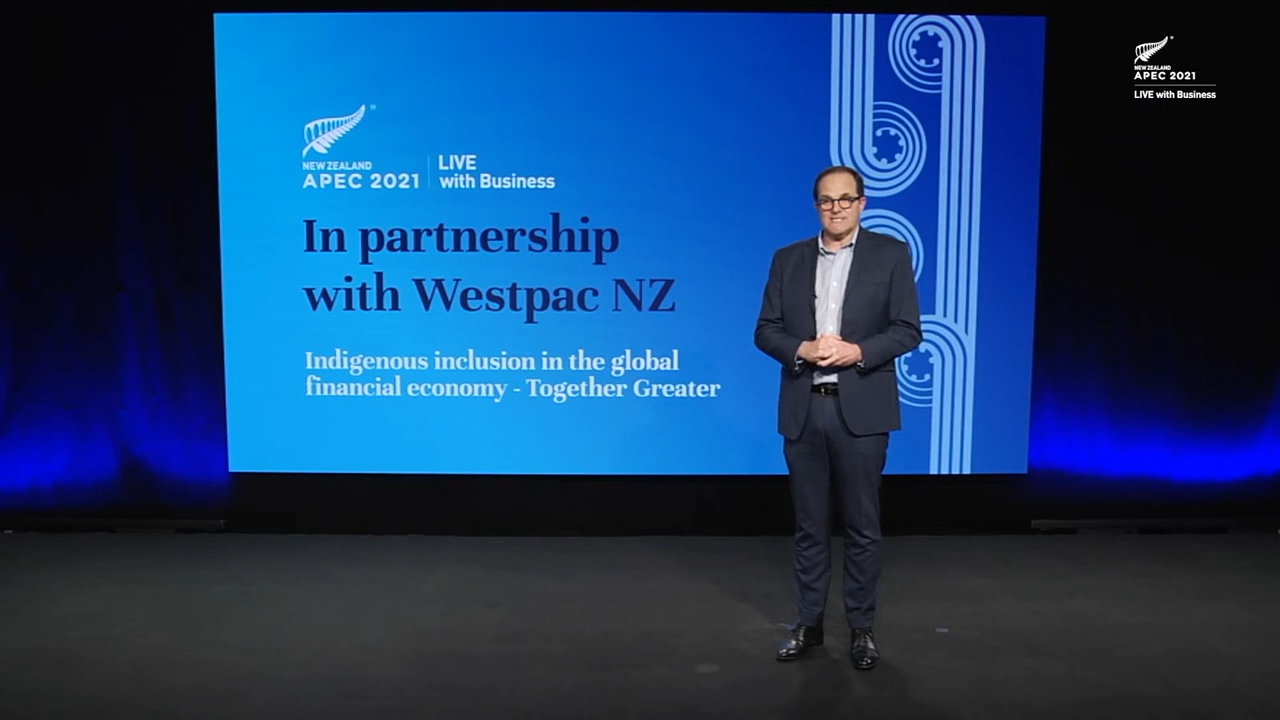 NEW ZEALAND
APEC 2021
LIVE
with Business
In partnership
with Westpac NZ
Indigenous inclusion in the global
financial economy - Together Greater
NEW ZEALAND
APEC 2021
LIVE with Business